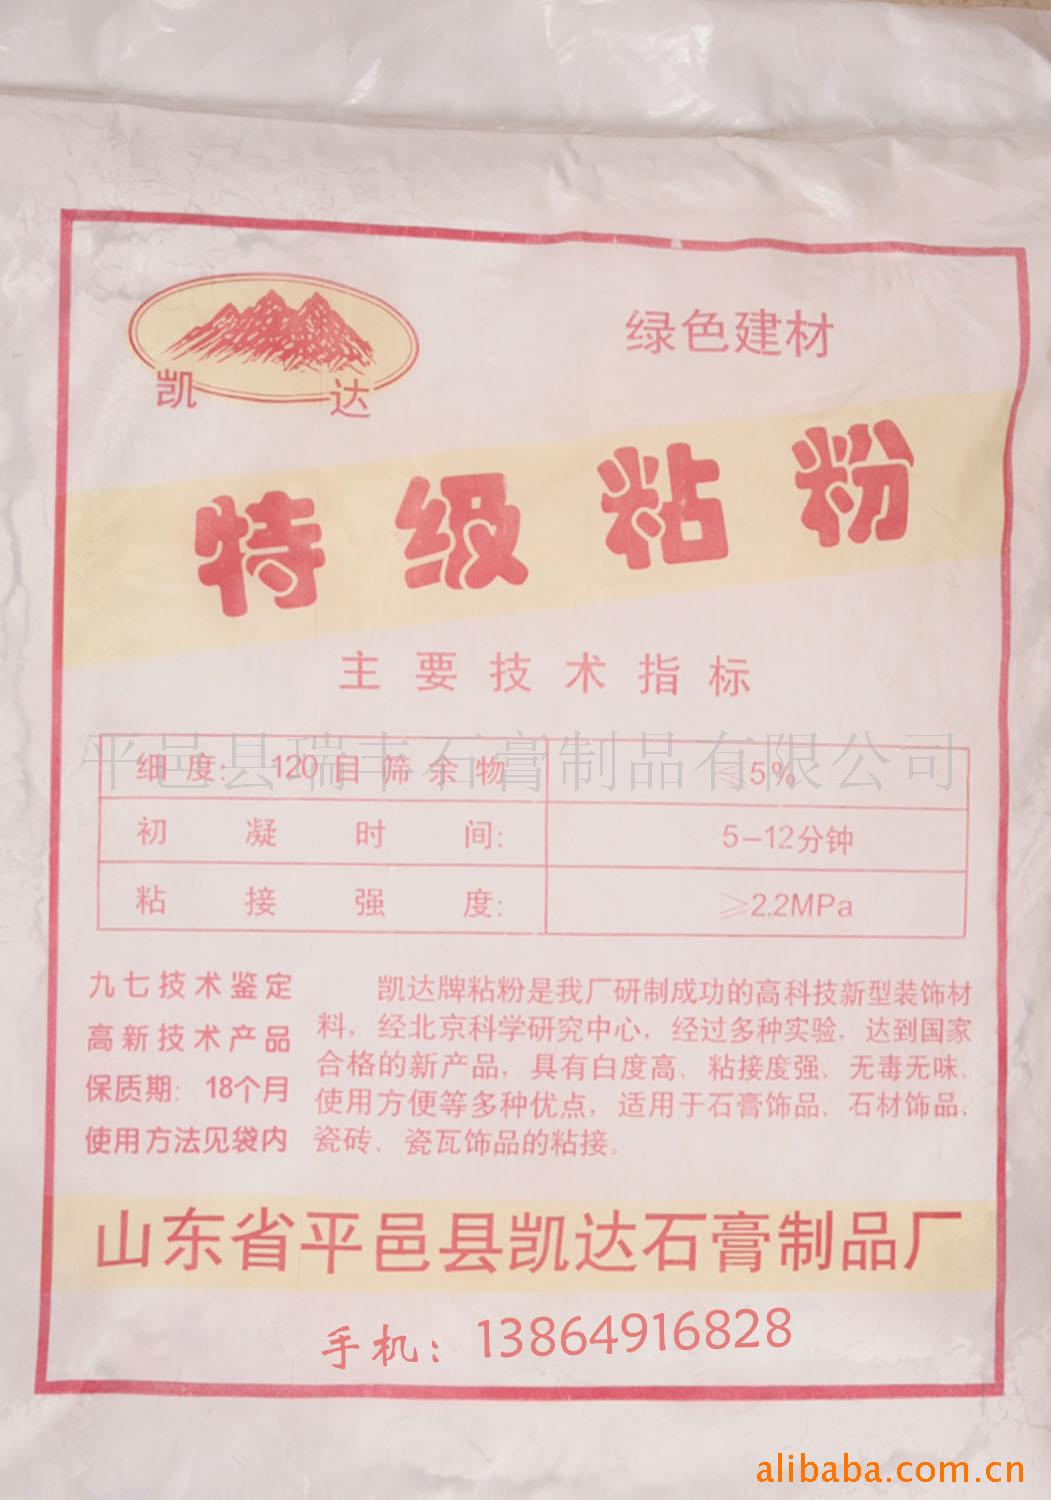 凯 达
绿色建材
特级粘粉
主要技术指标
平邑县瑞丰石膏制品有限公司
细度: 120目筛余物 ≤5%
初凝时间: 5-12分钟
粘接强度: ≥2.2MPa
九七技术鉴定
高新技术产品
保质期: 18个月
使用方法见袋内
凯达牌粘粉是我厂研制成功的高科技新型装饰材
料，经北京科学研究中心，经过多种实验，达到国家
合格的新产品，具有白度高、粘接度强、无毒无味、
使用方便等多种优点，适用于石膏饰品、石材饰品、
瓷砖、瓷瓦饰品的粘接。
山东省平邑县凯达石膏制品厂
手机: 13864916828
alibaba.com.cn